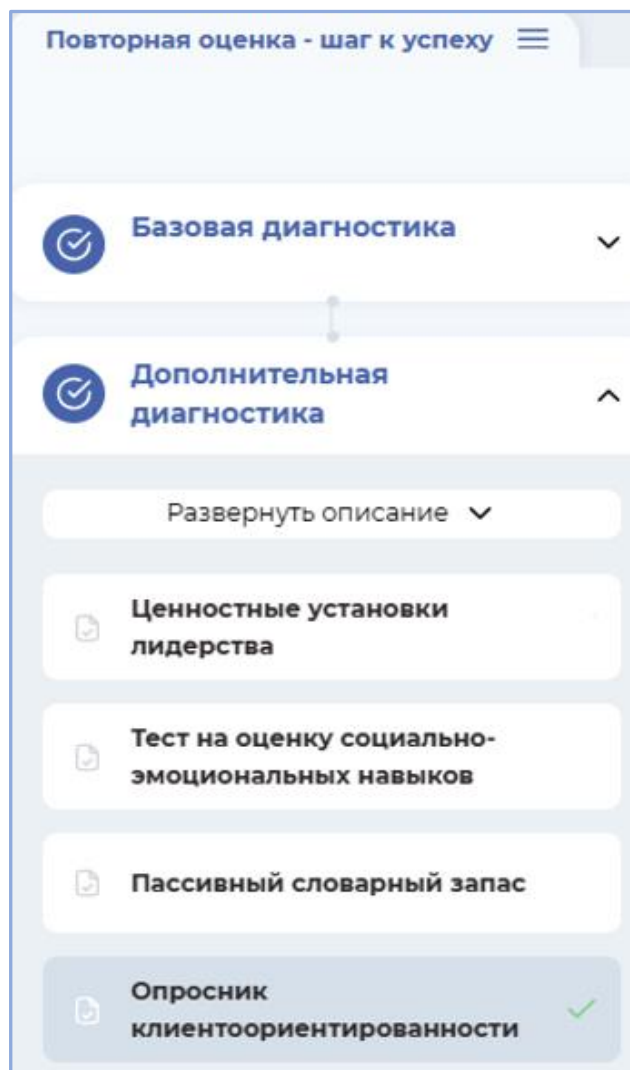 Повторная оценка - шаг к успеху
Базовая диагностика
Дополнительная
диагностика
Развернуть описание
Ценностные установки
лидерства
Тест на оценку социально-
эмоциональных навыков
Пассивный словарный запас
Опросник
клиентоориентированности